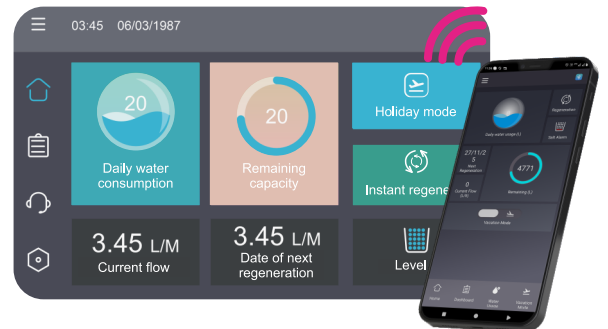 03:45 06/03/1987
20
Daily water
consumption
20
Remaining
capacity
Holiday mode
Instant regene
3.45 L/M
Current flow
3.45 L/M
Date of next
regeneration
Level
Regeneration
Daily water usage (L)
Salt Alarm
27/11/2
5
Next
Regeneration
0
Current Flow
(L/h)
4771
Remaining (L)
Vacation Mode
Home
Dashboard
Water
Vacation
Mode